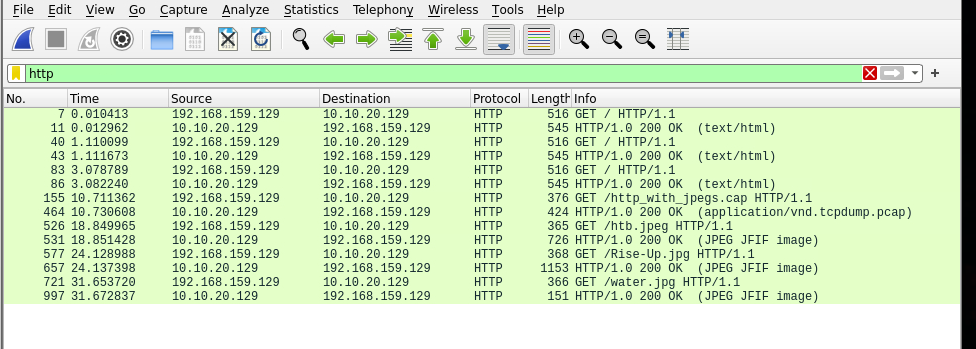 File Edit View Go Capture Analyze Statistics Telephony Wireless Tools Help
http
No. Time Source Destination Protocol Length Info
7 0.010413 192.168.159.129 10.10.20.129 HTTP 516 GET / HTTP/1.1
11 0.012962 10.10.20.129 192.168.159.129 HTTP 545 HTTP/1.0 200 OK (text/html)
40 1.110099 192.168.159.129 10.10.20.129 HTTP 516 GET / HTTP/1.1
43 1.111673 10.10.20.129 192.168.159.129 HTTP 545 HTTP/1.0 200 OK (text/html)
83 3.078789 192.168.159.129 10.10.20.129 HTTP 516 GET / HTTP/1.1
86 3.082240 10.10.20.129 192.168.159.129 HTTP 545 HTTP/1.0 200 OK (text/html)
155 10.711362 192.168.159.129 10.10.20.129 HTTP 376 GET /http_with_jpegs.cap HTTP/1.1
464 10.730608 10.10.20.129 192.168.159.129 HTTP 424 HTTP/1.0 200 OK (application/vnd.tcpdump.pcap)
526 18.849965 192.168.159.129 10.10.20.129 HTTP 365 GET /htb.jpeg HTTP/1.1
531 18.851428 10.10.20.129 192.168.159.129 HTTP 726 HTTP/1.0 200 OK (JPEG JFIF image)
577 24.128988 192.168.159.129 10.10.20.129 HTTP 368 GET /Rise-Up.jpg HTTP/1.1
657 24.137398 10.10.20.129 192.168.159.129 HTTP 1153 HTTP/1.0 200 OK (JPEG JFIF image)
721 31.653720 192.168.159.129 10.10.20.129 HTTP 366 GET /water.jpg HTTP/1.1
997 31.672837 10.10.20.129 192.168.159.129 HTTP 151 HTTP/1.0 200 OK (JPEG JFIF image)